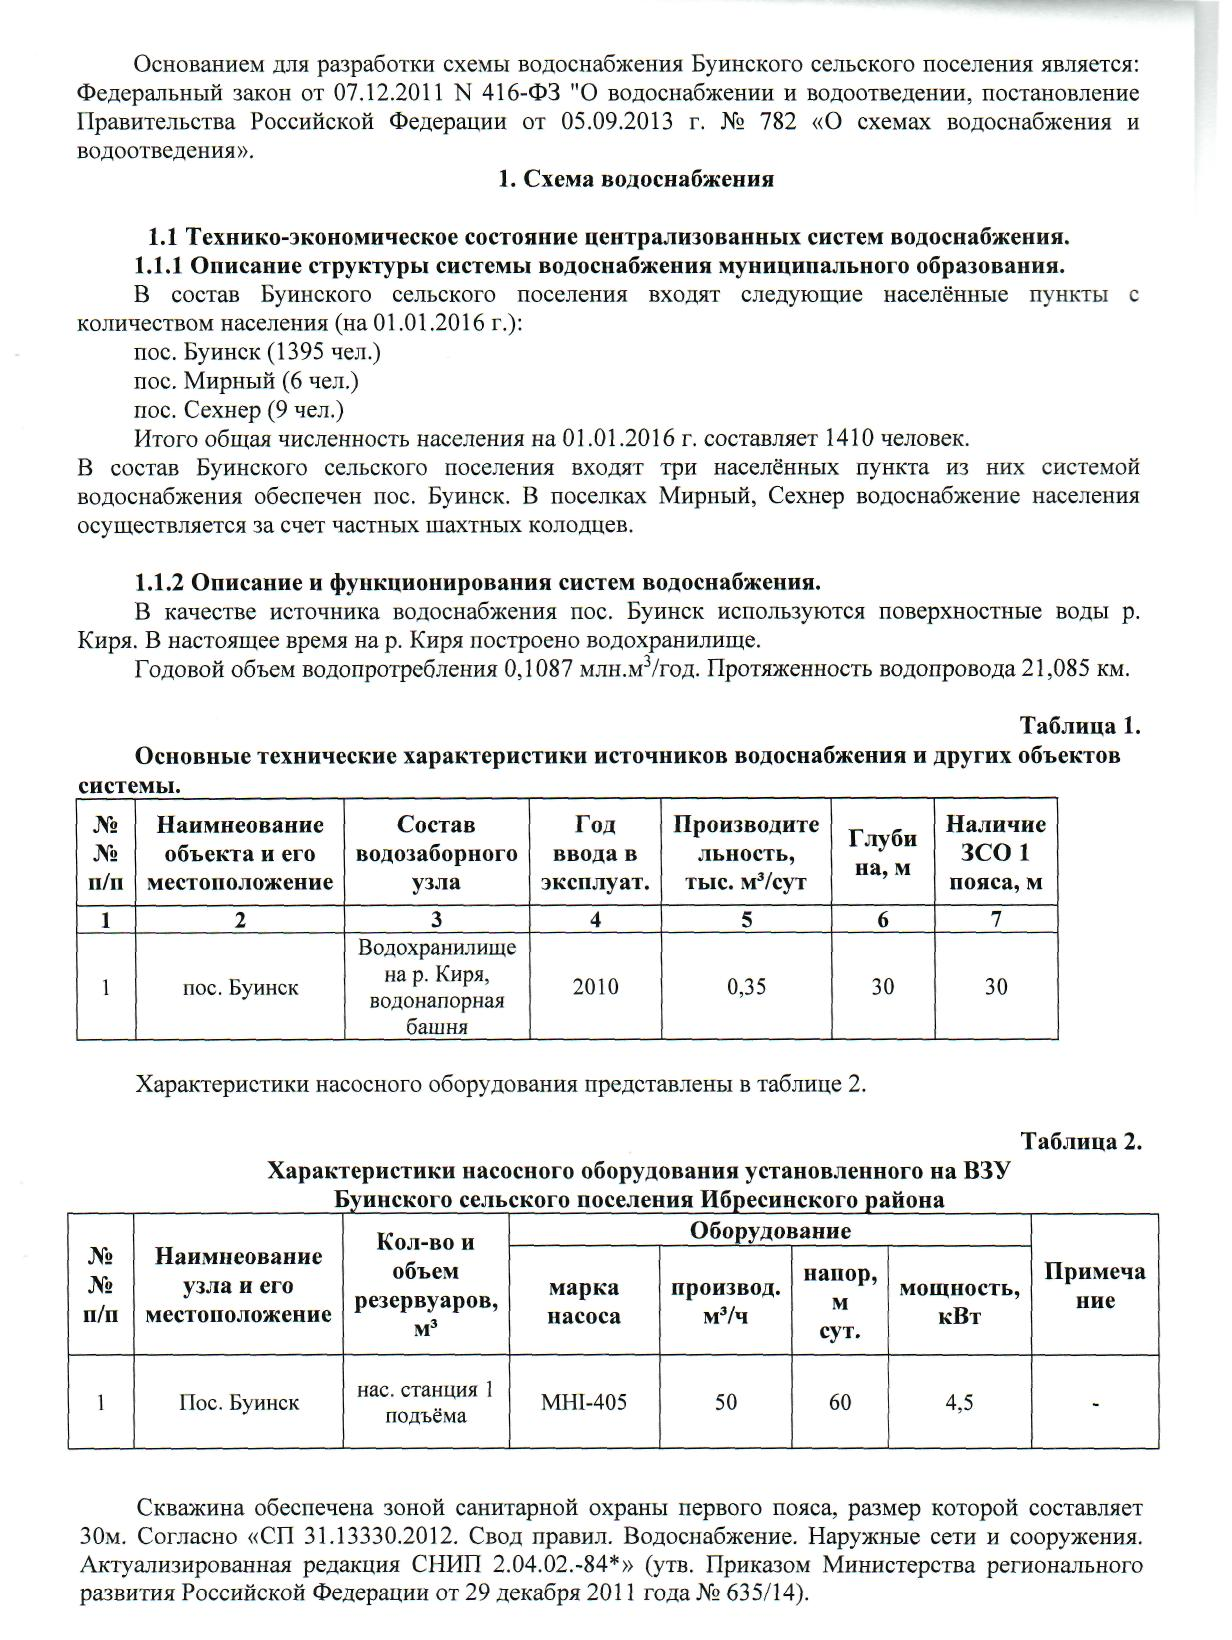 Основанием для разработки схемы водоснабжения Буинского сельского поселения является:
Федеральный закон от 07.12.2011 N 416-ФЗ "О водоснабжении и водоотведении, постановление
Правительства Российской Федерации от 05.09.2013 г. № 782 «О схемах водоснабжения и
водоотведения».
1. Схема водоснабжения
1.1 Технико-экономическое состояние централизованных систем водоснабжения.
1.1.1 Описание структуры системы водоснабжения муниципального образования.
В состав Буинского сельского поселения входят следующие населённые пункты с
количеством населения (на 01.01.2016 г.):
пос. Буинск (1395 чел.)
пос. Мирный (6 чел.)
пос. Сехнер (9 чел.)
Итого общая численность населения на 01.01.2016 г. составляет 1410 человек.
В состав Буинского сельского поселения входят три населённых пункта из них системой
водоснабжения обеспечен пос. Буинск. В поселках Мирный, Сехнер водоснабжение населения
осуществляется за счет частных шахтных колодцев.
1.1.2 Описание и функционирования систем водоснабжения.
В качестве источника водоснабжения пос. Буинск используются поверхностные воды р.
Киря. В настоящее время на р. Киря построено водохранилище.
Годовой объем водопротребления 0,1087 млн.м³/год. Протяженность водопровода 21,085 км.
Таблица 1.
Основные технические характеристики источников водоснабжения и других объектов
системы.
№ № п/п
Наимнеование объекта и его местоположение
Состав водозаборного узла
Год ввода в эксплуат.
Производите льность, тыс. м³/сут
Глуби на, м
Наличие ЗСО 1 пояса, м
1 2 3 4 5 6 7
1
пос. Буинск
Водохранилище на р. Киря, водонапорная башня
2010
0,35
30
30
Характеристики насосного оборудования представлены в таблице 2.
Таблица 2.
Характеристики насосного оборудования установленного на ВЗУ
Буинского сельского поселения Ибресинского района
№ № п/п
Наимнеование узла и его местоположение
Кол-во и объем резервуаров, м³
Оборудование
марка насоса
производ. м³/ч
напор, м сут.
мощность, кВт
Примеча ние
1
Пос. Буинск
нас. станция 1 подъёма
МНІ-405
50
60
4,5
-
Скважина обеспечена зоной санитарной охраны первого пояса, размер которой составляет
30м. Согласно «СП 31.13330.2012. Свод правил. Водоснабжение. Наружные сети и сооружения.
Актуализированная редакция СНИП 2.04.02.-84*» (утв. Приказом Министерства регионального
развития Российской Федерации от 29 декабря 2011 года № 635/14).